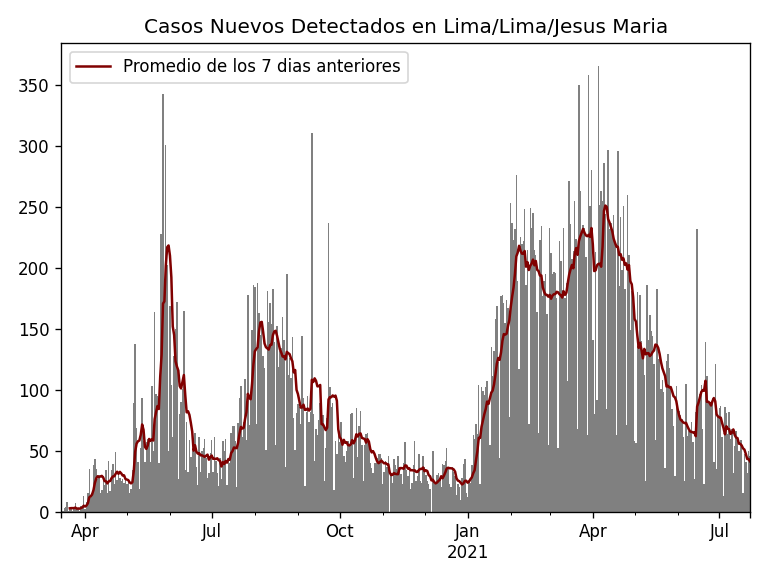 Casos Nuevos Detectados en Lima/Lima/Jesus Maria
Promedio de los 7 dias anteriores
350
300
250
200
150
100
50
0
Apr
Jul
Oct
Jan
2021
Apr
Jul